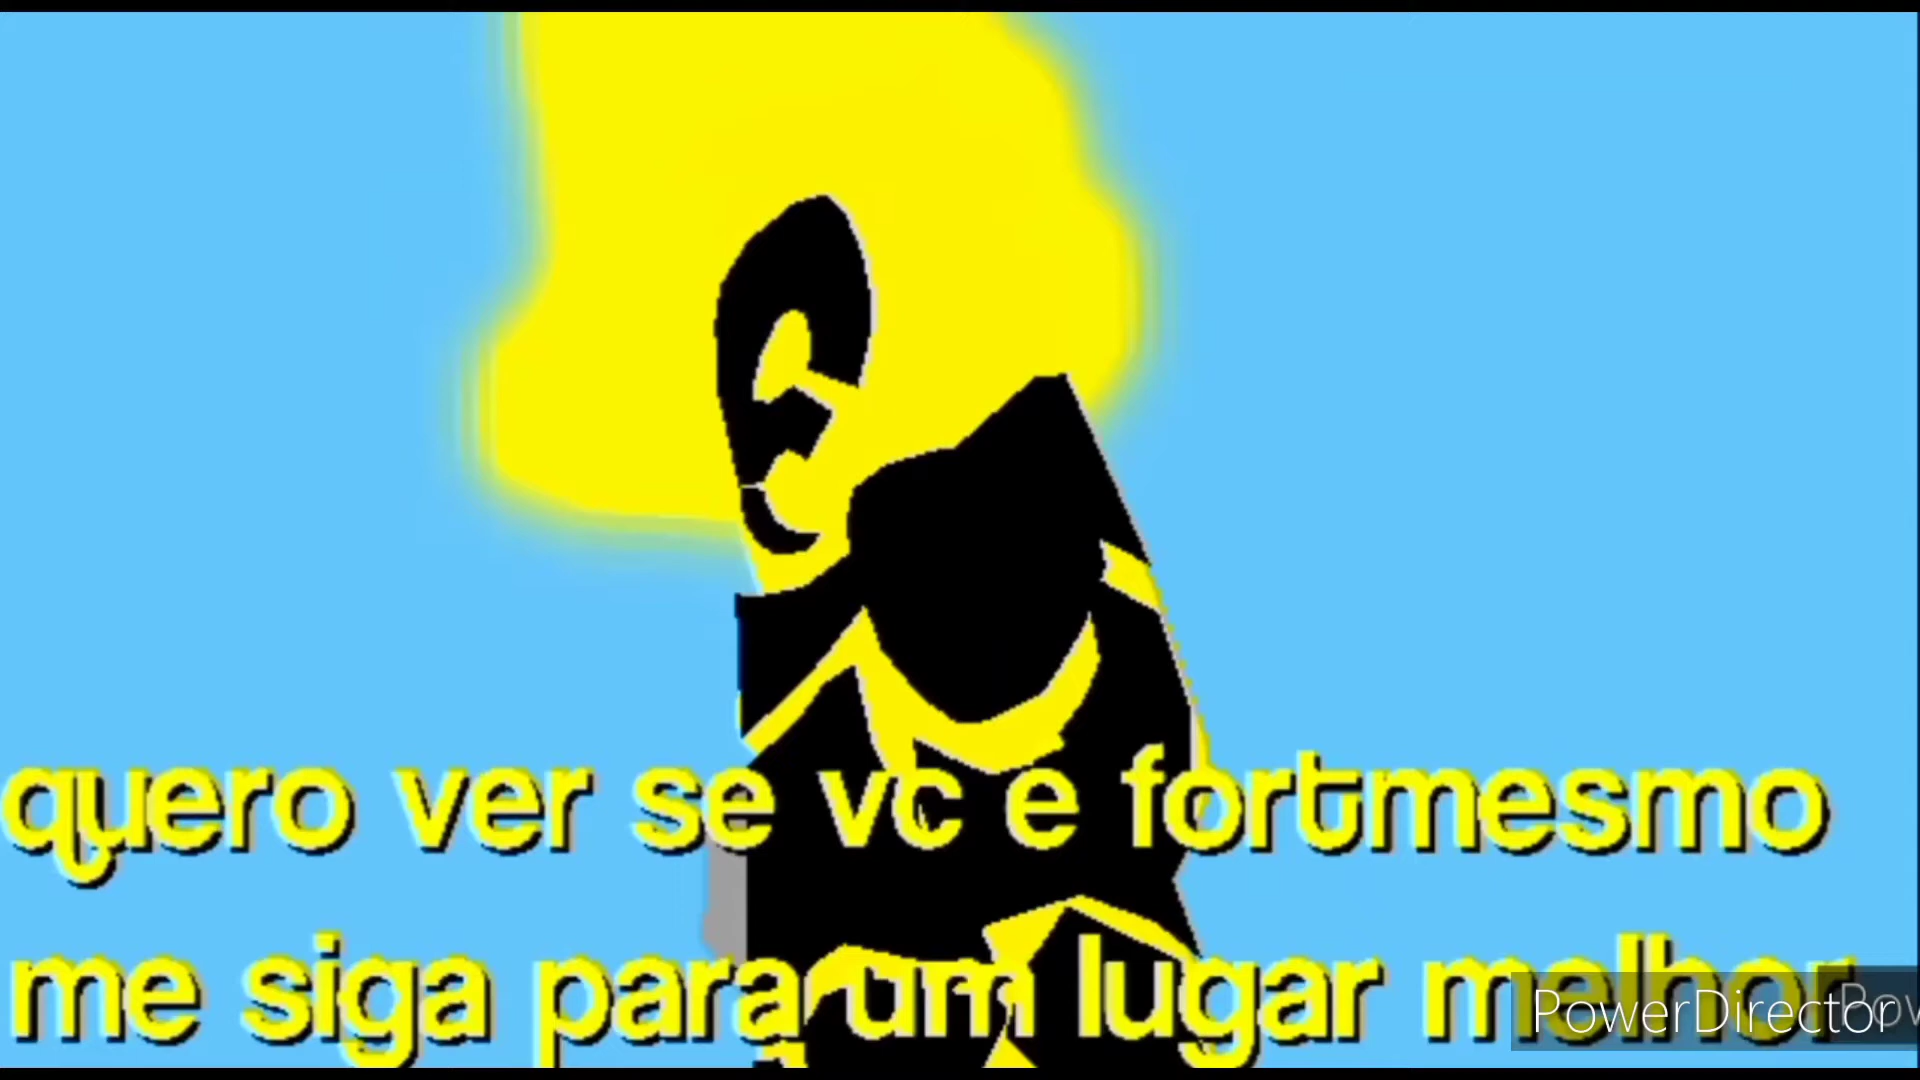 quero ver se vc e fortmesmo
me siga para um lugar melhor
PowerDirector